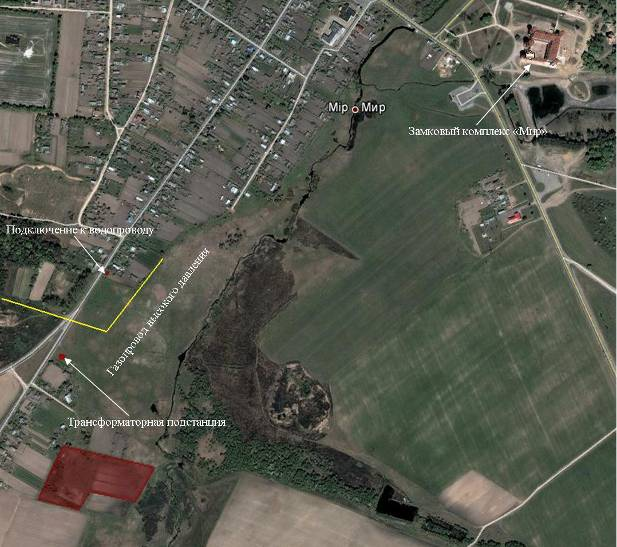 Мір Мир
Замковый комплекс «Мир»
Подключение к водопроводу
Газопровод высокого давления
Трансформаторная подстанция